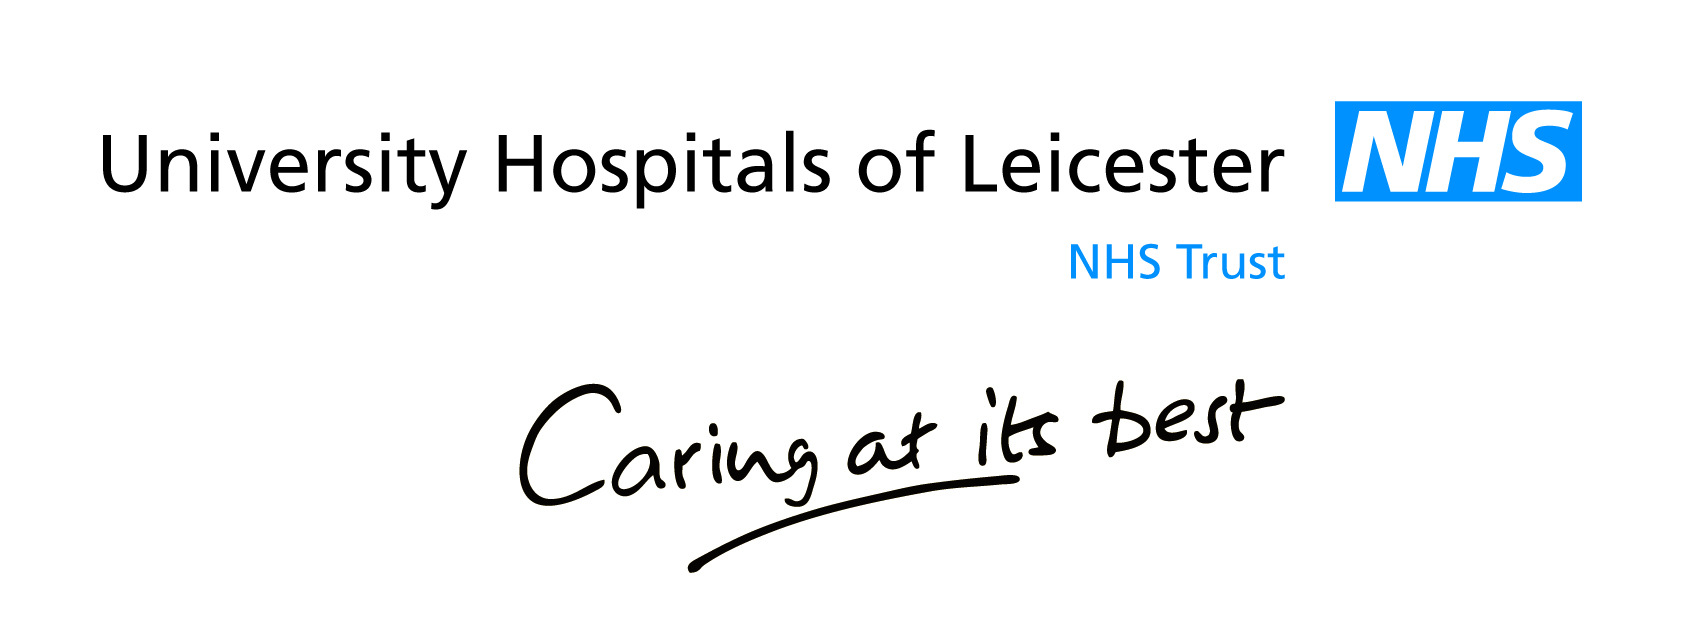 University Hospitals of Leicester NHS
NHS Trust
Caring at its best